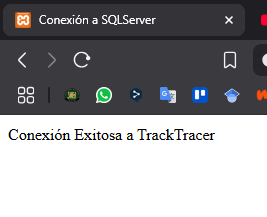 Conexión a SQLServer
Conexión Exitosa a TrackTracer